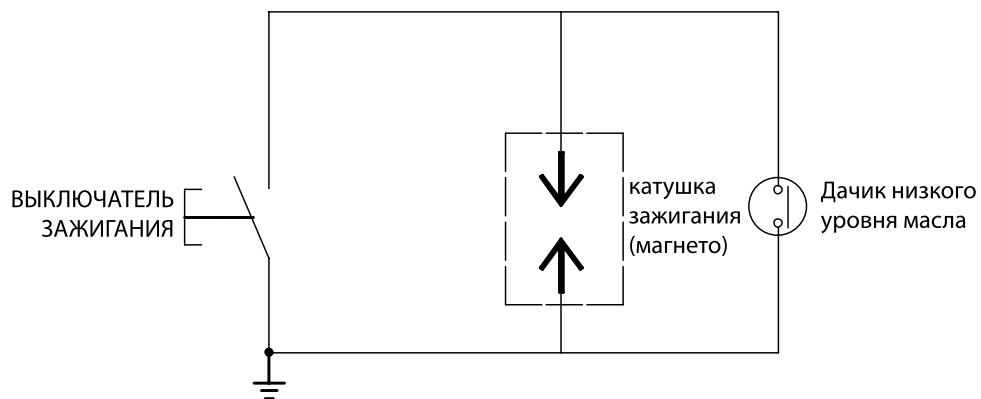 ВЫКЛЮЧАТЕЛЬ
ЗАЖИГАНИЯ
катушка
зажигания
(магнето)
Дачик низкого
уровня масла